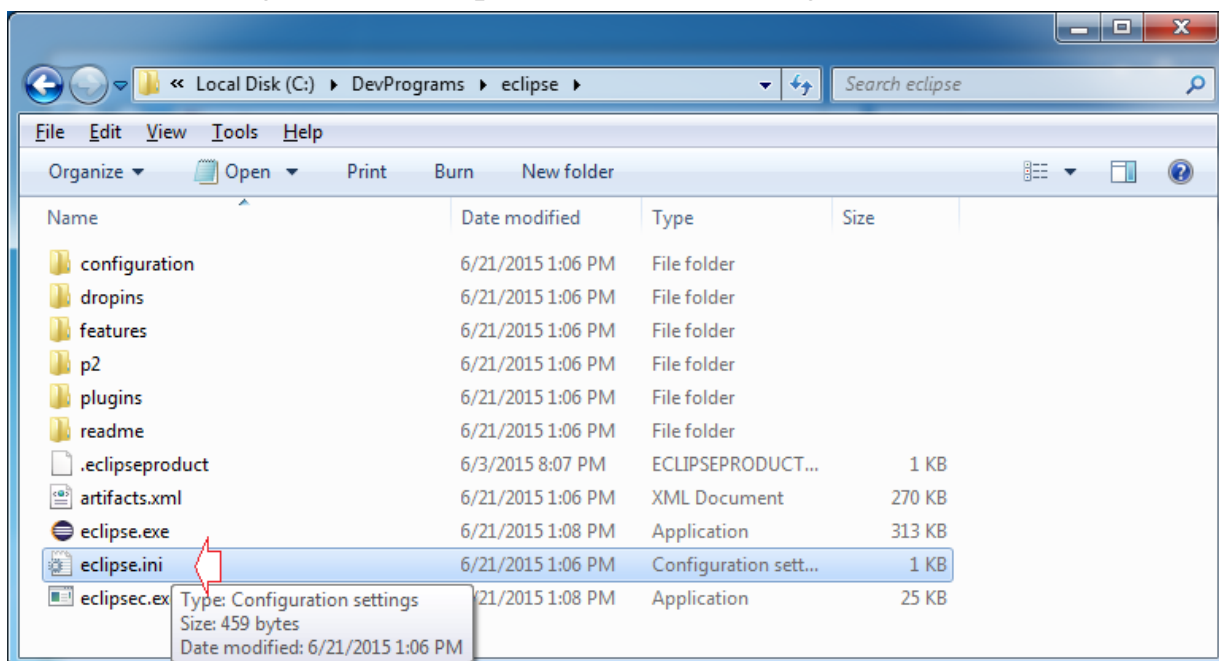 « Local Disk (C:) DevPrograms eclipse Search eclipse
File Edit View Tools Help
Organize Open Print Burn New folder
Name Date modified Type Size
configuration 6/21/2015 1:06 PM File folder
dropins 6/21/2015 1:06 PM File folder
features 6/21/2015 1:06 PM File folder
p2 6/21/2015 1:06 PM File folder
plugins 6/21/2015 1:06 PM File folder
readme 6/21/2015 1:06 PM File folder
.eclipseproduct 6/3/2015 8:07 PM ECLIPSEPRODUCT... 1 KB
artifacts.xml 6/21/2015 1:06 PM XML Document 270 KB
eclipse.exe 6/21/2015 1:08 PM Application 313 KB
eclipse.ini 6/21/2015 1:06 PM Configuration sett... 1 KB
eclipsec.ex /21/2015 1:08 PM Application 25 KB
Type: Configuration settings
Size: 459 bytes
Date modified: 6/21/2015 1:06 PM